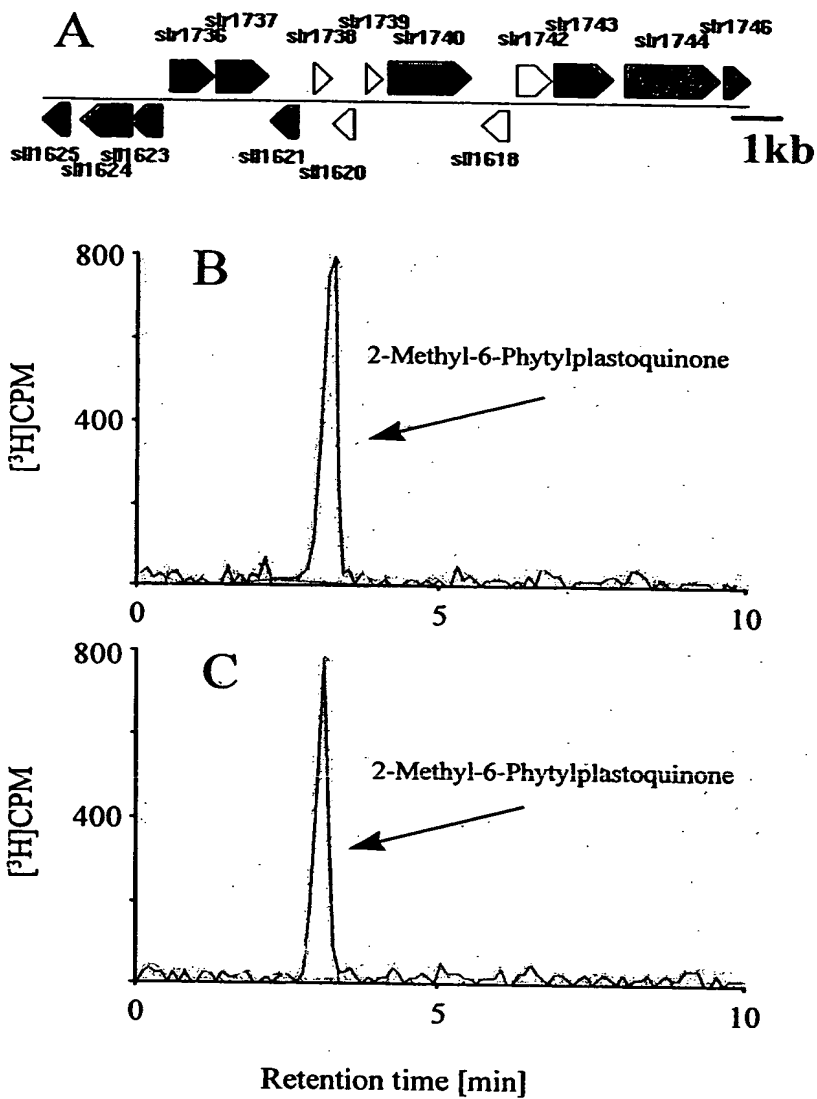 A
slr1736 slr1737 slr1738 slr1739 slr1740 slr1742 slr1743 slr1744 slr1746
sll1625 sll1624 sll1623 sll1621 sll1620 sll1618
1kb
B
800
400
[³H]CPM
2-Methyl-6-Phytylplastoquinone
0 5 10
C
800
400
[³H]CPM
2-Methyl-6-Phytylplastoquinone
0 5 10
Retention time [min]